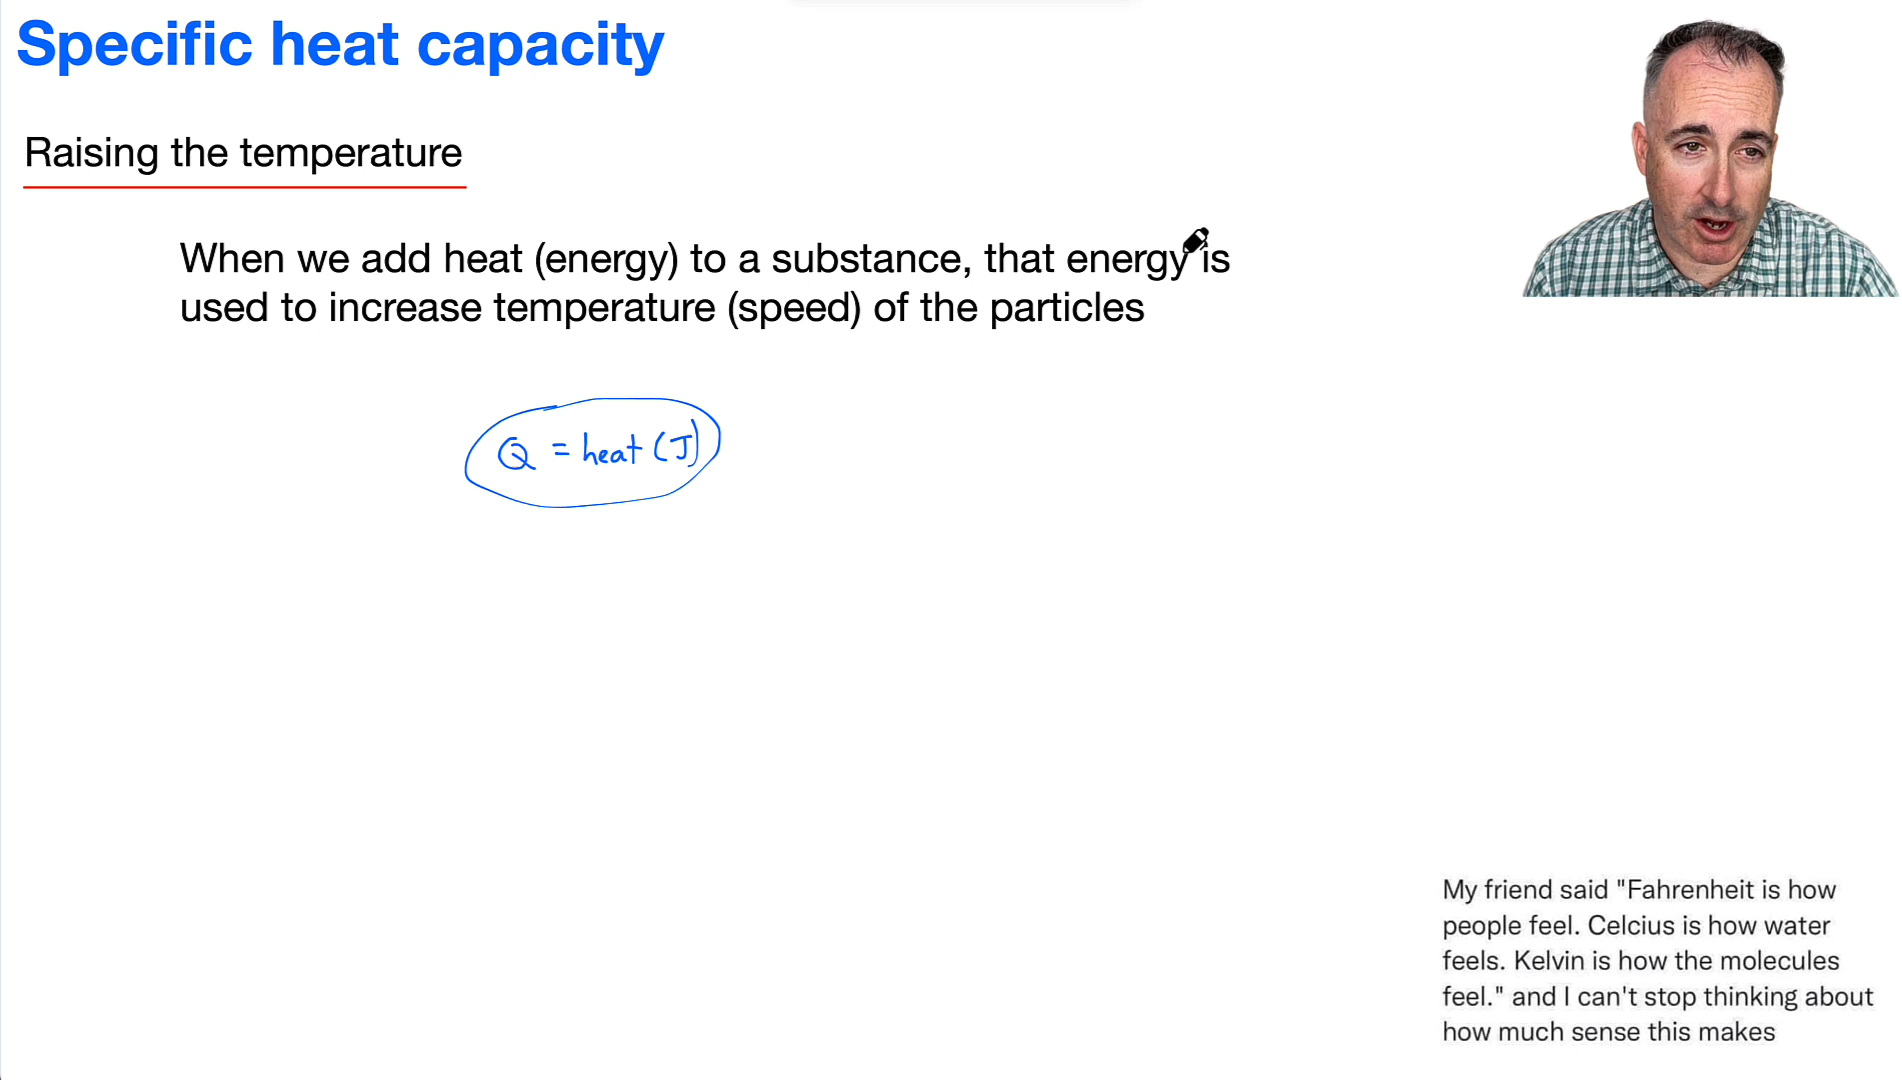 Specific heat capacity
Raising the temperature
When we add heat (energy) to a substance, that energy is
used to increase temperature (speed) of the particles
Q = heat (J)
My friend said "Fahrenheit is how
people feel. Celcius is how water
feels. Kelvin is how the molecules
feel." and I can't stop thinking about
how much sense this makes